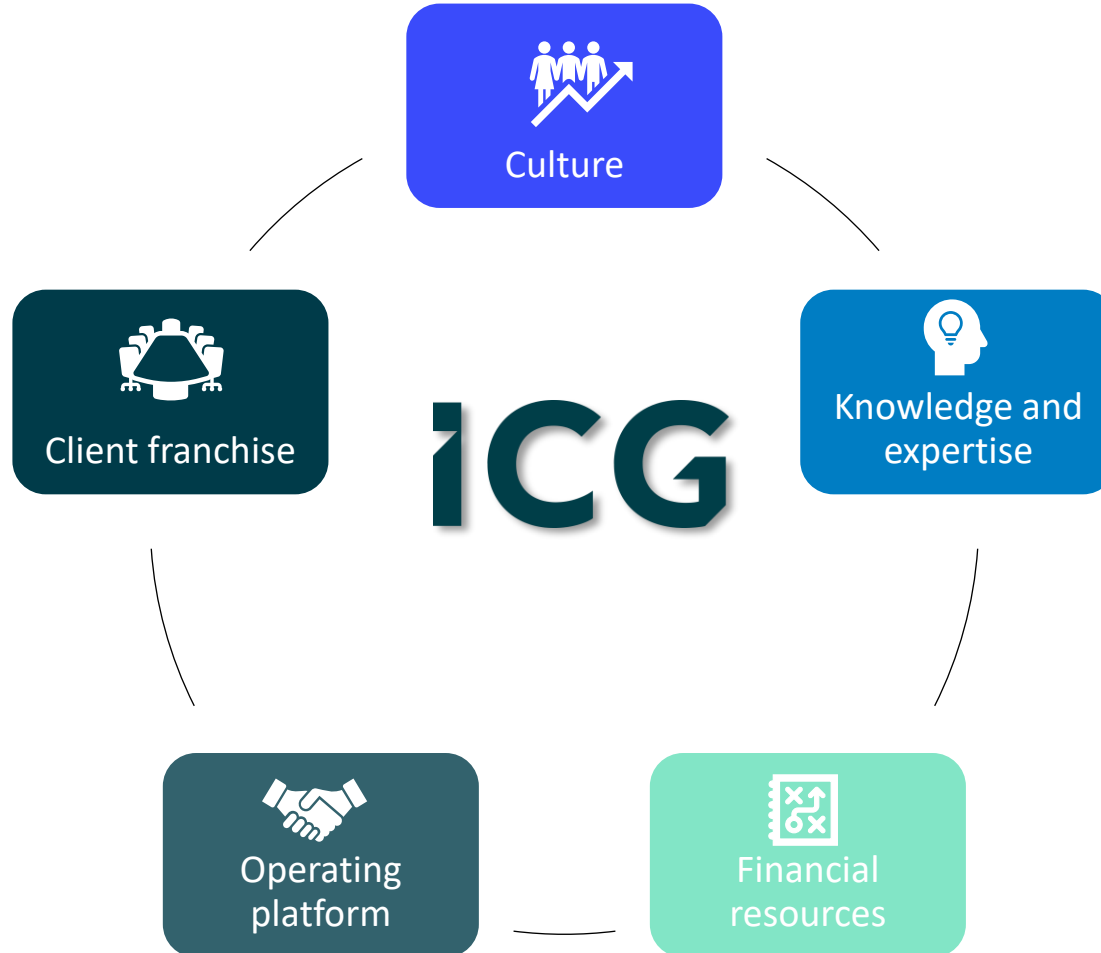 Culture
Client franchise
Knowledge and
expertise
iCG
Operating
platform
Financial
resources